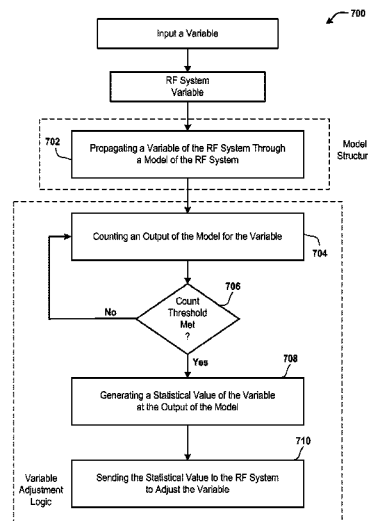 700
Input a Variable
RF System
Variable
702
Propagating a Variable of the RF System Through
a Model of the RF System
Model
Structur
Counting an Output of the Model for the Variable
704
706
Count
Threshold
Met
?
No
Yes
708
Generating a Statistical Value of the Variable
at the Output of the Model
710
Sending the Statistical Value to the RF System
to Adjust the Variable
Variable
Adjustment
Logic